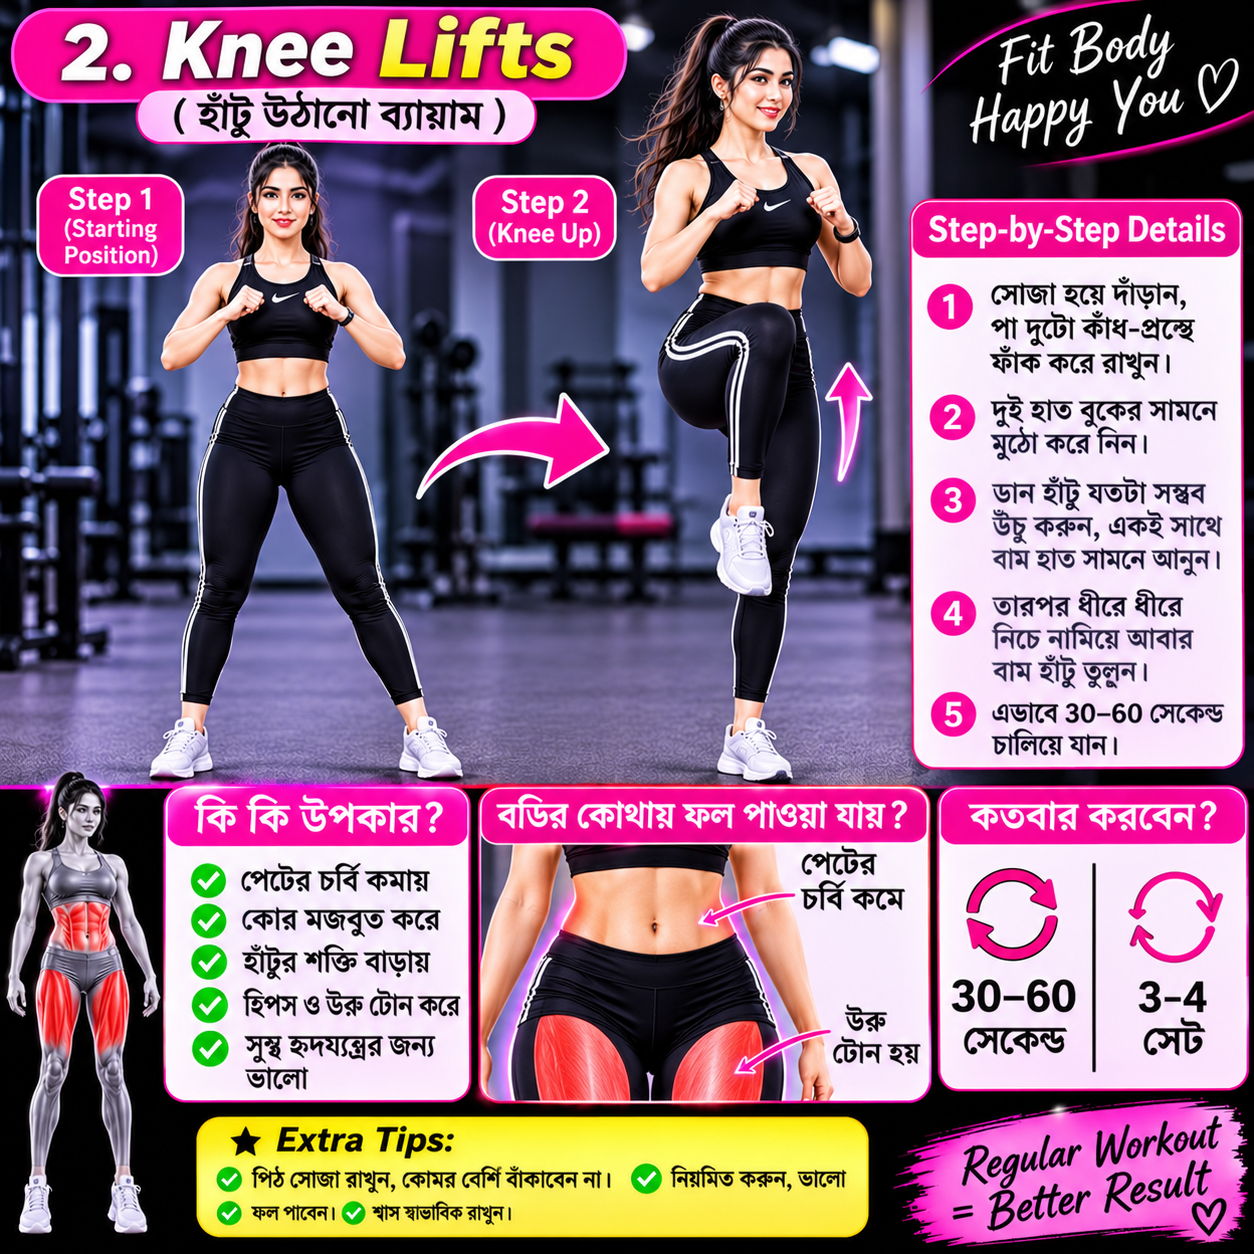 2. Knee Lifts
( হাঁটু উঠানো ব্যায়াম )
Fit Body
Happy You
Step 1
(Starting
Position)
Step 2
(Knee Up)
Step-by-Step Details
1
সোজা হয়ে দাঁড়ান,
পা দুটো কাঁধ-প্রস্থে
ফাঁক করে রাখুন।
2
দুই হাত বুকের সামনে
মুঠো করে নিন।
3
ডান হাঁটু যতটা সম্ভব
উঁচু করুন, একই সাথে
বাম হাত সামনে আনুন।
4
তারপর ধীরে ধীরে
নিচে নামিয়ে আবার
বাম হাঁটু তুলুন।
5
এভাবে 30–60 সেকেন্ড
চালিয়ে যান।
কি কি উপকার?
পেটের চর্বি কমায়
কোর মজবুত করে
হাঁটুর শক্তি বাড়ায়
হিপস ও উরু টোন করে
সুস্থ হৃদযন্ত্রের জন্য
ভালো
বডির কোথায় ফল পাওয়া যায়?
পেটের
চর্বি কমে
উরু
টোন হয়
কতবার করবেন?
30–60
সেকেন্ড
3–4
সেট
Extra Tips:
পিঠ সোজা রাখুন, কোমর বেশি বাঁকাবেন না। নিয়মিত করুন, ভালো
ফল পাবেন। শ্বাস স্বাভাবিক রাখুন।
Regular Workout
= Better Result